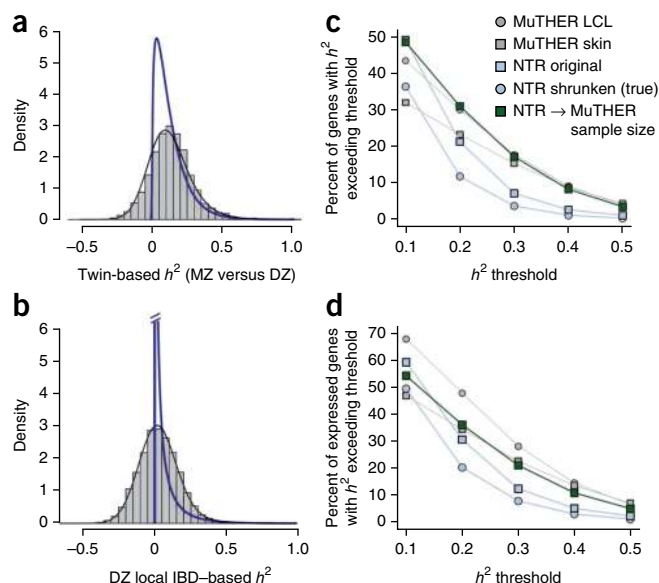 a
6
5
4
3
2
1
0
Density
−0.5
0
0.5
1.0
Twin-based h² (MZ versus DZ)
b
6
5
4
3
2
1
0
Density
−0.5
0
0.5
1.0
DZ local IBD–based h²
c
50
40
30
20
10
0
Percent of genes with h²
exceeding threshold
MuTHER LCL
MuTHER skin
NTR original
NTR shrunken (true)
NTR → MuTHER
sample size
0.1
0.2
0.3
0.4
0.5
h² threshold
d
70
60
50
40
30
20
10
0
Percent of expressed genes
with h² exceeding threshold
0.1
0.2
0.3
0.4
0.5
h² threshold